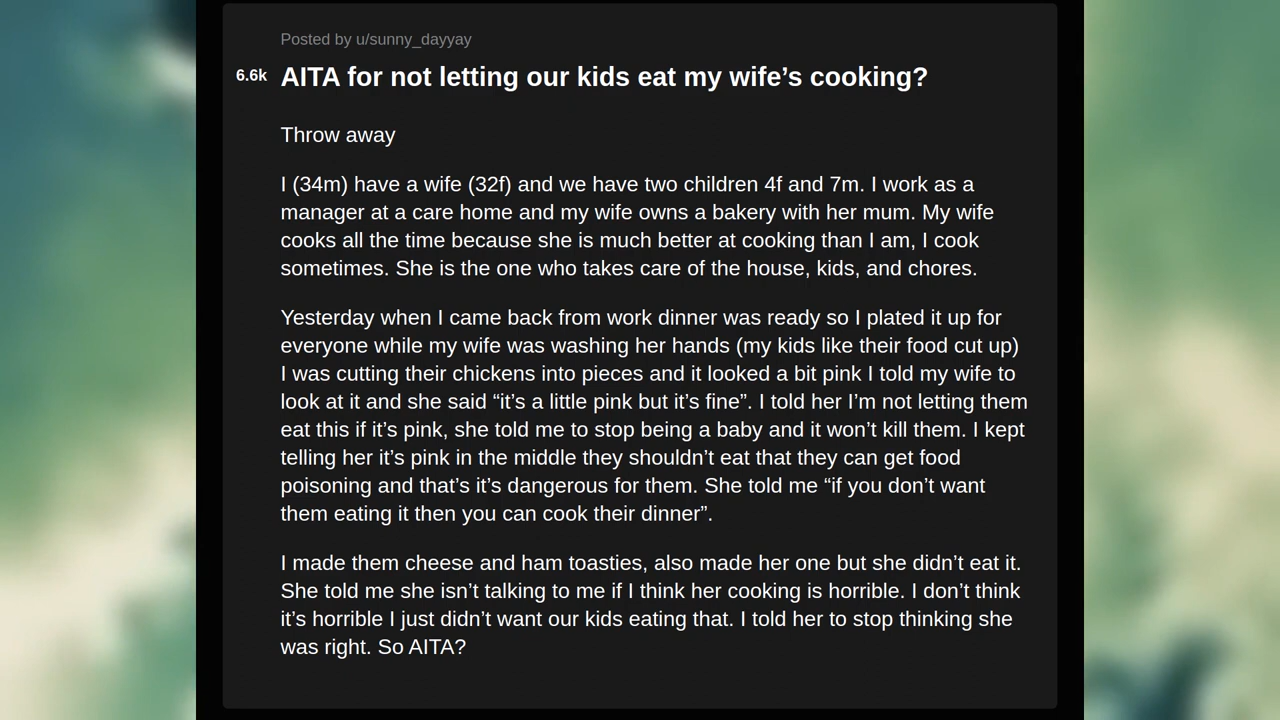 Posted by u/sunny_dayyay
6.6k AITA for not letting our kids eat my wife’s cooking?
Throw away
I (34m) have a wife (32f) and we have two children 4f and 7m. I work as a
manager at a care home and my wife owns a bakery with her mum. My wife
cooks all the time because she is much better at cooking than I am, I cook
sometimes. She is the one who takes care of the house, kids, and chores.
Yesterday when I came back from work dinner was ready so I plated it up for
everyone while my wife was washing her hands (my kids like their food cut up)
I was cutting their chickens into pieces and it looked a bit pink I told my wife to
look at it and she said “it’s a little pink but it’s fine”. I told her I’m not letting them
eat this if it’s pink, she told me to stop being a baby and it won’t kill them. I kept
telling her it’s pink in the middle they shouldn’t eat that they can get food
poisoning and that’s it’s dangerous for them. She told me “if you don’t want
them eating it then you can cook their dinner”.
I made them cheese and ham toasties, also made her one but she didn’t eat it.
She told me she isn’t talking to me if I think her cooking is horrible. I don’t think
it’s horrible I just didn’t want our kids eating that. I told her to stop thinking she
was right. So AITA?